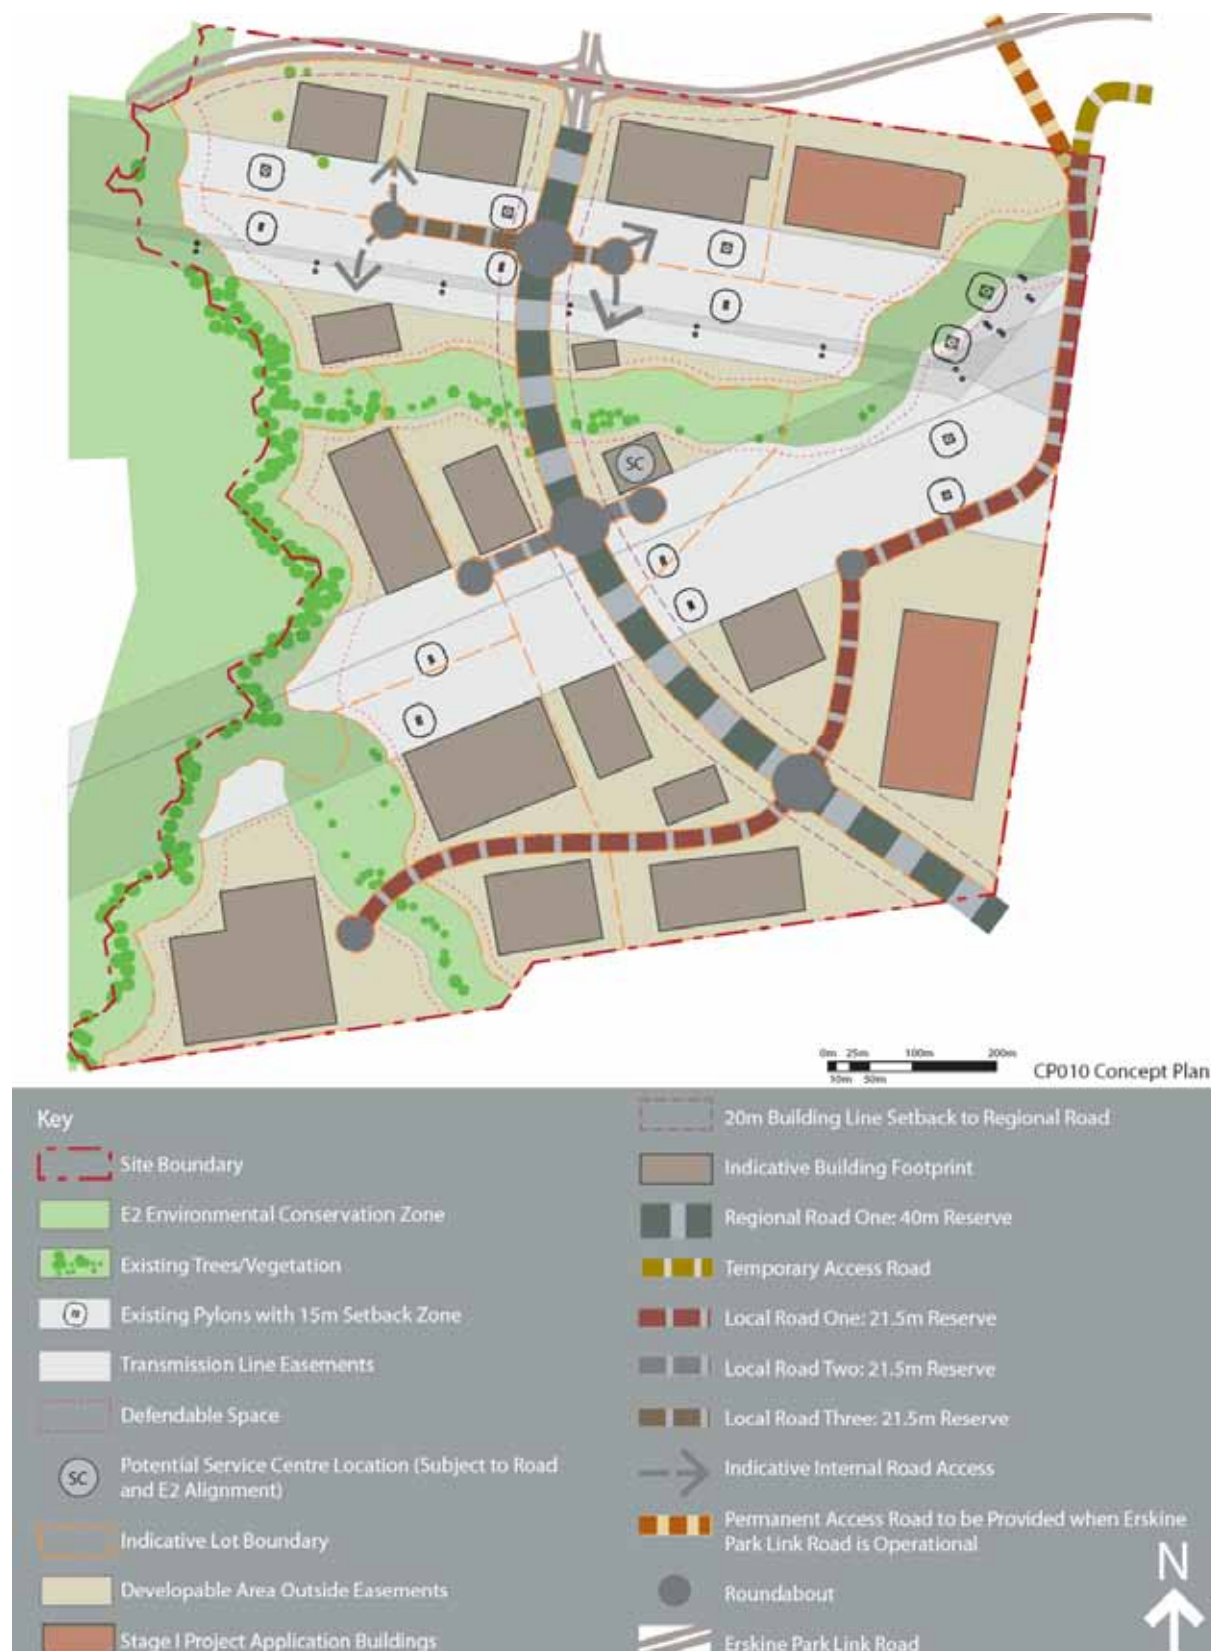 SC
0m 25m 100m 200m
10m 50m
CP010 Concept Plan
Key
Site Boundary
E2 Environmental Conservation Zone
Existing Trees/Vegetation
Existing Pylons with 15m Setback Zone
Transmission Line Easements
Defendable Space
SC
Potential Service Centre Location (Subject to Road
and E2 Alignment)
Indicative Lot Boundary
Developable Area Outside Easements
Stage I Project Application Buildings
20m Building Line Setback to Regional Road
Indicative Building Footprint
Regional Road One: 40m Reserve
Temporary Access Road
Local Road One: 21.5m Reserve
Local Road Two: 21.5m Reserve
Local Road Three: 21.5m Reserve
Indicative Internal Road Access
Permanent Access Road to be Provided when Erskine
Park Link Road is Operational
Roundabout
Erskine Park Link Road
N